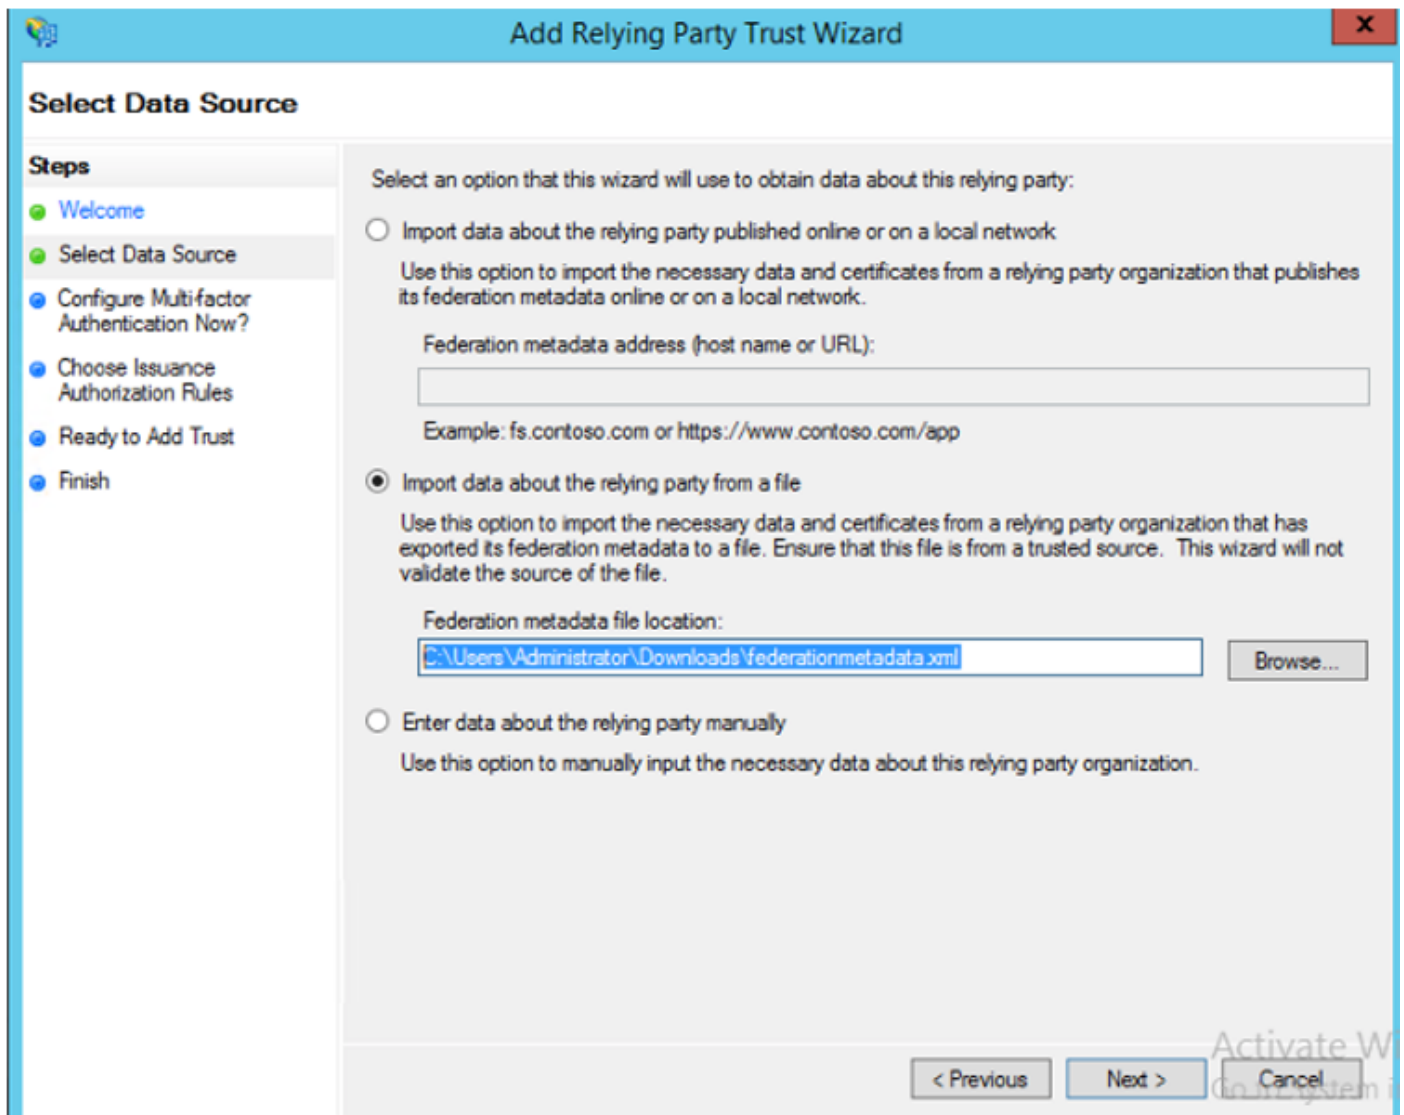 Add Relying Party Trust Wizard
x
Select Data Source
Steps
Welcome
Select Data Source
Configure Multi-factor
Authentication Now?
Choose Issuance
Authorization Rules
Ready to Add Trust
Finish
Select an option that this wizard will use to obtain data about this relying party:
Import data about the relying party published online or on a local network
Use this option to import the necessary data and certificates from a relying party organization that publishes
its federation metadata online or on a local network.
Federation metadata address (host name or URL):
Example: fs.contoso.com or https://www.contoso.com/app
Import data about the relying party from a file
Use this option to import the necessary data and certificates from a relying party organization that has
exported its federation metadata to a file. Ensure that this file is from a trusted source. This wizard will not
validate the source of the file.
Federation metadata file location:
C:\Users\Administrator\Downloads\federationmetadata.xml
Browse...
Enter data about the relying party manually
Use this option to manually input the necessary data about this relying party organization.
Activate W
< Previous
Next >
Cancel